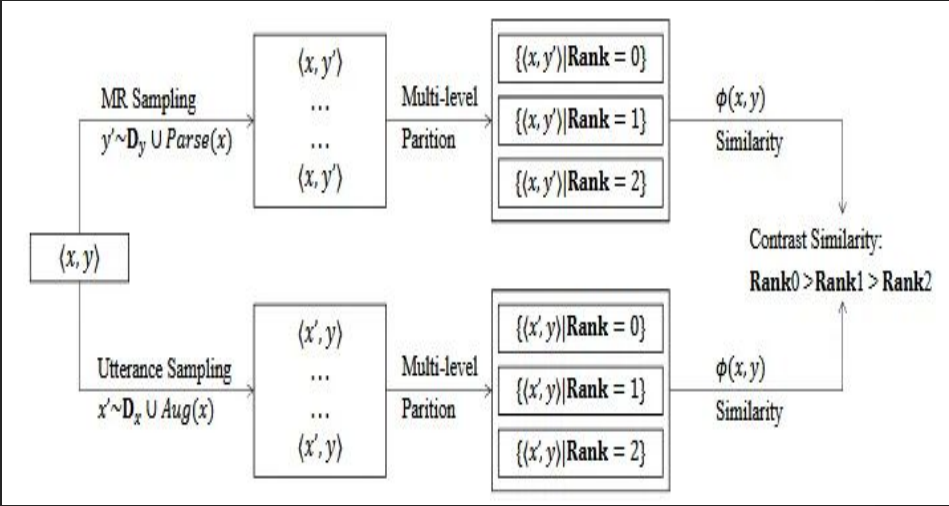 MR Sampling
y'~D_y ∪ Parse(x)
⟨x, y'⟩
...
...
⟨x, y'⟩
Multi-level
Parition
{⟨x, y'⟩|Rank = 0}
{⟨x, y'⟩|Rank = 1}
{⟨x, y'⟩|Rank = 2}
ϕ(x, y)
Similarity
⟨x, y⟩
Contrast Similarity:
Rank0 >Rank1 > Rank2
Utterance Sampling
x'~D_x ∪ Aug(x)
⟨x', y⟩
...
...
⟨x', y⟩
Multi-level
Parition
{⟨x', y⟩|Rank = 0}
{⟨x', y⟩|Rank = 1}
{⟨x', y⟩|Rank = 2}
ϕ(x, y)
Similarity